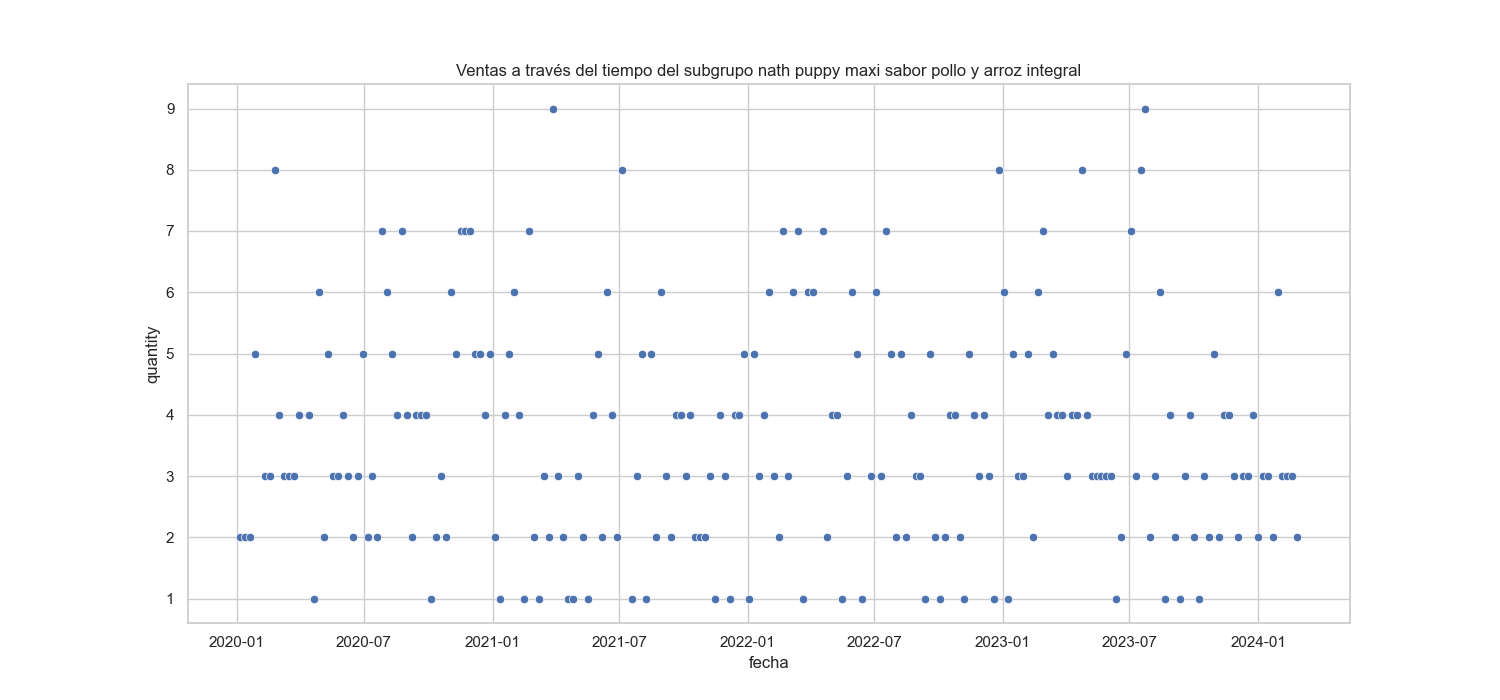 Ventas a través del tiempo del subgrupo nath puppy maxi sabor pollo y arroz integral
9
8
7
6
5
4
3
2
1
quantity
2020-01 2020-07 2021-01 2021-07 2022-01 2022-07 2023-01 2023-07 2024-01
fecha